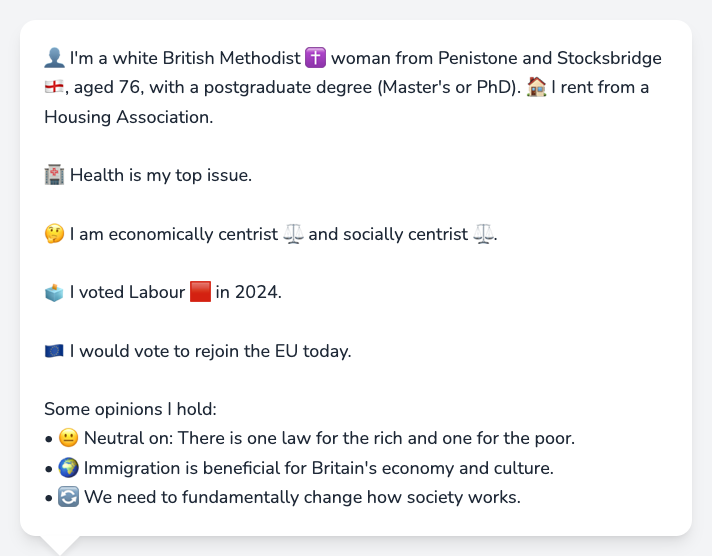 👤 I'm a white British Methodist ✝️ woman from Penistone and Stocksbridge
🏴󠁧󠁢󠁥󠁮󠁧󠁿, aged 76, with a postgraduate degree (Master's or PhD). 🏠 I rent from a
Housing Association.
🏥 Health is my top issue.
🤔 I am economically centrist ⚖️ and socially centrist ⚖️.
🗳️ I voted Labour 🟥 in 2024.
🇪🇺 I would vote to rejoin the EU today.
Some opinions I hold:
• 😐 Neutral on: There is one law for the rich and one for the poor.
• 🌍 Immigration is beneficial for Britain's economy and culture.
• 🔄 We need to fundamentally change how society works.